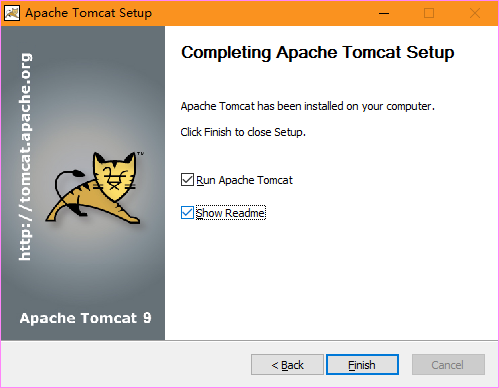 Apache Tomcat Setup
http://tomcat.apache.org
TM
Apache Tomcat 9
Completing Apache Tomcat Setup
Apache Tomcat has been installed on your computer.
Click Finish to close Setup.
Run Apache Tomcat
Show Readme
< Back
Finish
Cancel